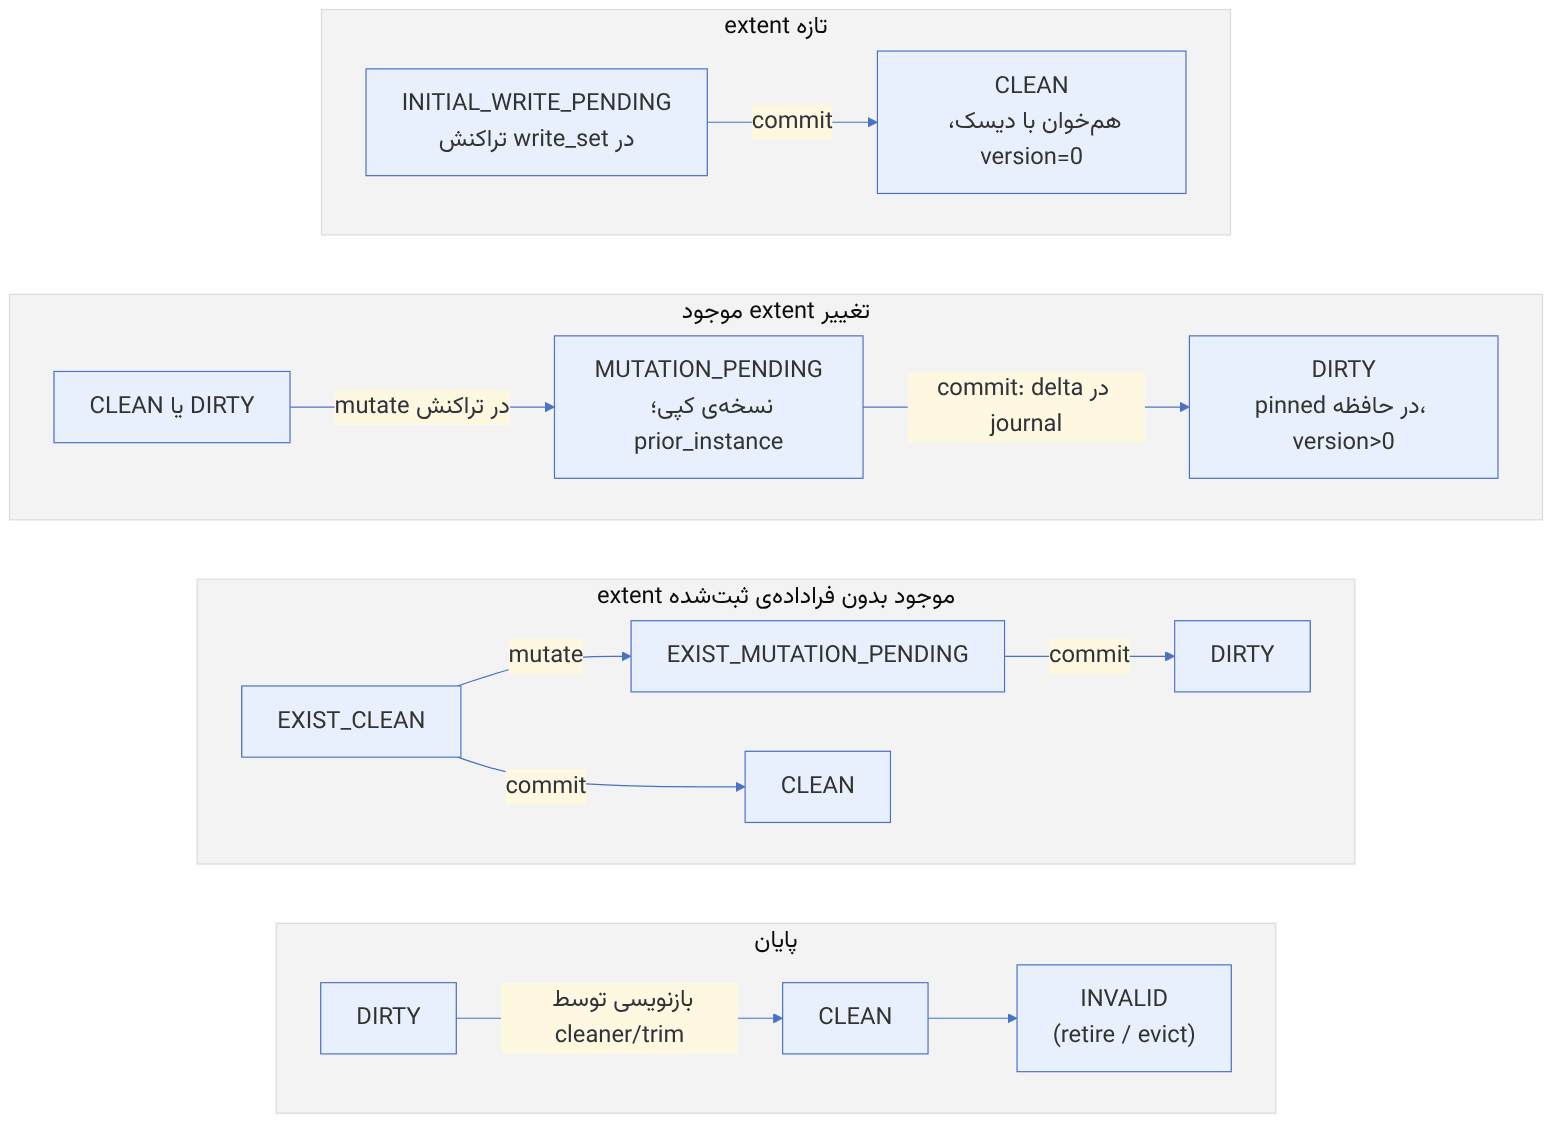 extent تازه
INITIAL_WRITE_PENDING
در write_set تراکنش
commit
CLEAN
هم‌خوان با دیسک،
version=0
تغییر extent موجود
CLEAN یا DIRTY
mutate در تراکنش
MUTATION_PENDING
نسخه‌ی کپی؛
prior_instance
commit: delta در
journal
DIRTY
pinned در حافظه،
version>0
extent موجود بدون فراداده‌ی ثبت‌شده
EXIST_CLEAN
mutate
EXIST_MUTATION_PENDING
commit
DIRTY
commit
CLEAN
پایان
DIRTY
بازنویسی توسط
cleaner/trim
CLEAN
INVALID
(retire / evict)